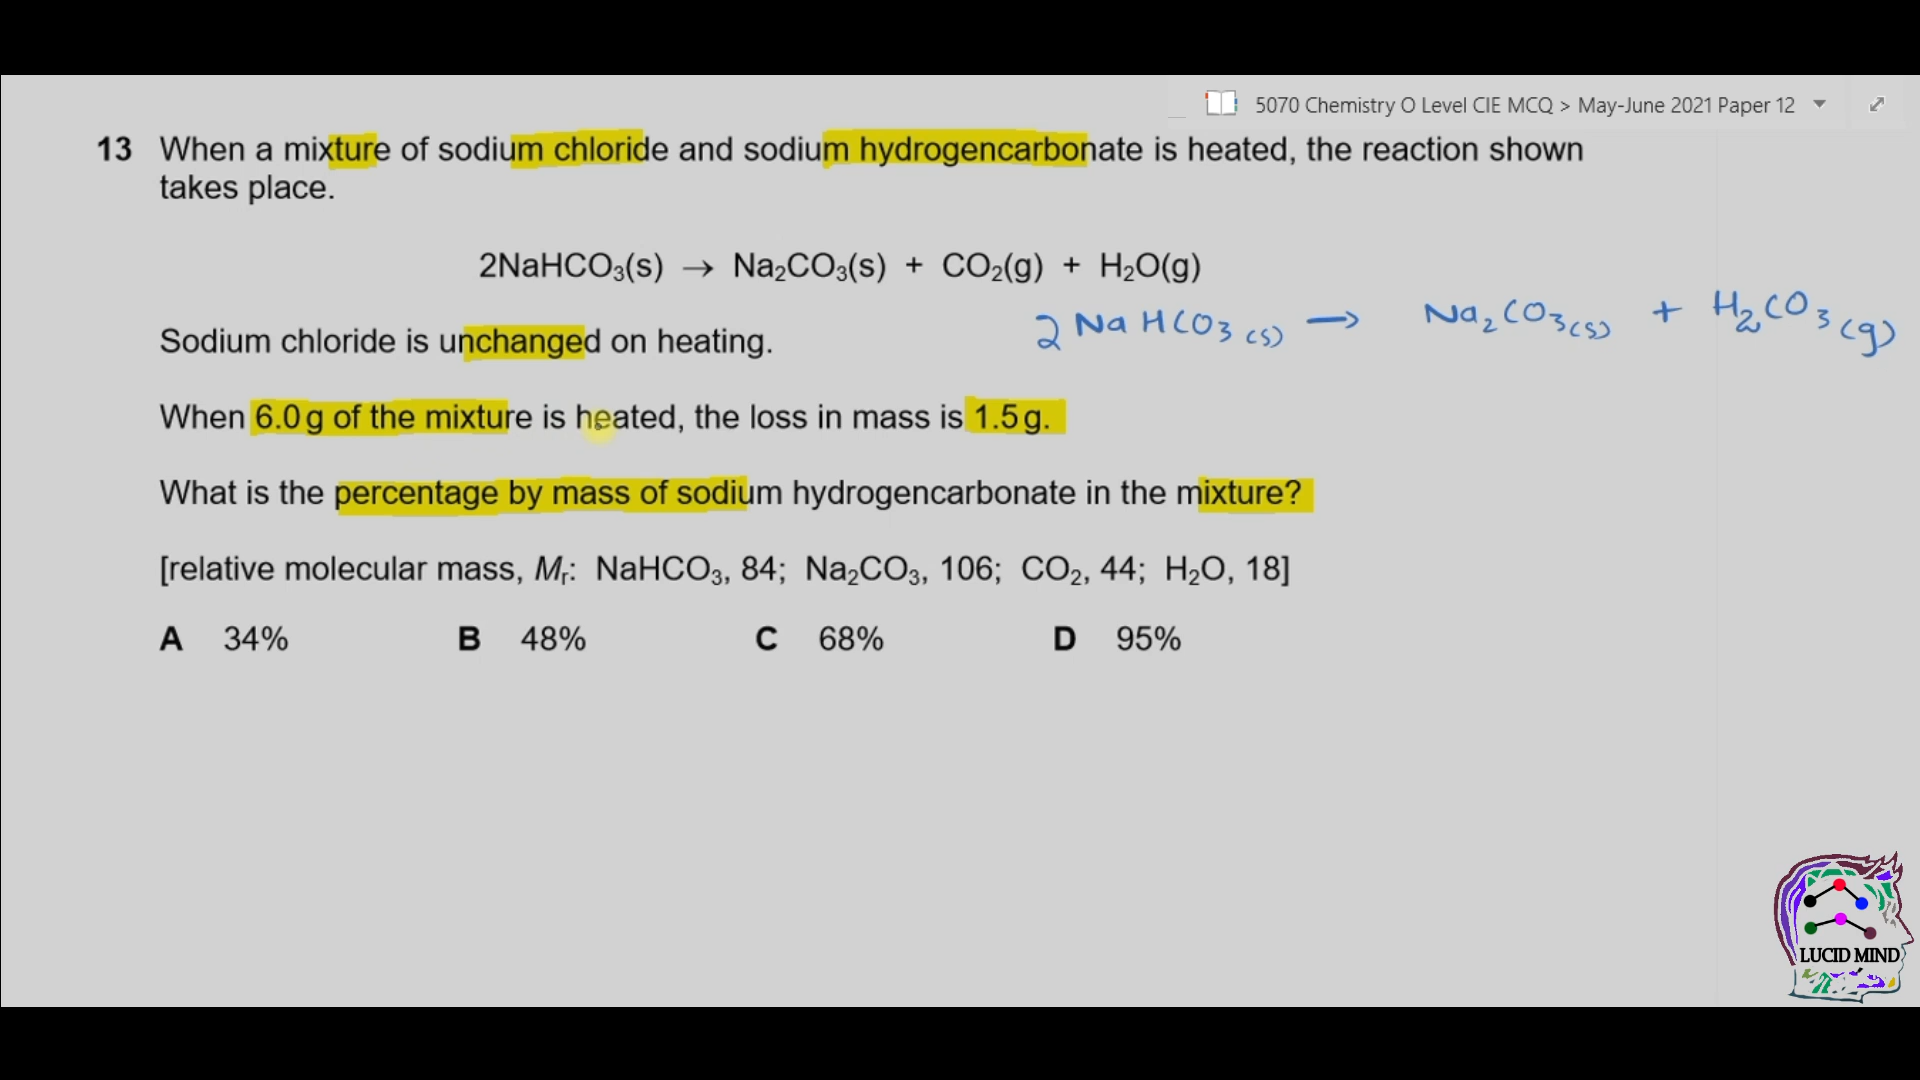 5070 Chemistry O Level CIE MCQ > May-June 2021 Paper 12
13 When a mixture of sodium chloride and sodium hydrogencarbonate is heated, the reaction shown
takes place.
2NaHCO₃(s) → Na₂CO₃(s) + CO₂(g) + H₂O(g)
2 NaHCO₃(s) → Na₂CO₃(s) + H₂CO₃(g)
Sodium chloride is unchanged on heating.
When 6.0 g of the mixture is heated, the loss in mass is 1.5 g.
What is the percentage by mass of sodium hydrogencarbonate in the mixture?
[relative molecular mass, Mᵣ: NaHCO₃, 84; Na₂CO₃, 106; CO₂, 44; H₂O, 18]
A 34% B 48% C 68% D 95%
LUCID MIND